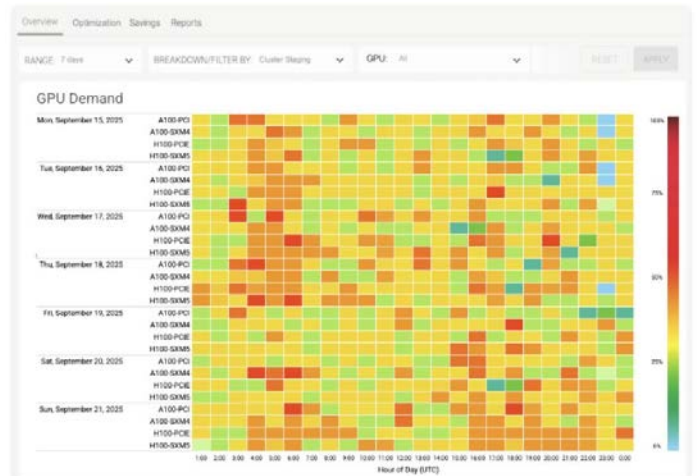 Overview Optimization Savings Reports
RANGE: 7 days BREAKDOWN/FILTER BY: Cluster Staging GPU: All RESET APPLY
GPU Demand
Mon, September 15, 2025 A100-PCI 100%
A100-SXM4
H100-PCIE
H100-SXM5
Tue, September 16, 2025 A100-PCI
A100-SXM4
H100-PCIE 75%
H100-SXM5
Wed, September 17, 2025 A100-PCI
A100-SXM4
H100-PCIE
H100-SXM5
Thu, September 18, 2025 A100-PCI
A100-SXM4 50%
H100-PCIE
H100-SXM5
Fri, September 19, 2025 A100-PCI
A100-SXM4
H100-PCIE
H100-SXM5
Sat, September 20, 2025 A100-PCI 25%
A100-SXM4
H100-PCIE
H100-SXM5
Sun, September 21, 2025 A100-PCI
A100-SXM4
H100-PCIE
H100-SXM5 0%
1:00 2:00 3:00 4:00 5:00 6:00 7:00 8:00 9:00 10:00 11:00 12:00 13:00 14:00 15:00 16:00 17:00 18:00 19:00 20:00 21:00 22:00 23:00 0:00
Hour of Day (UTC)